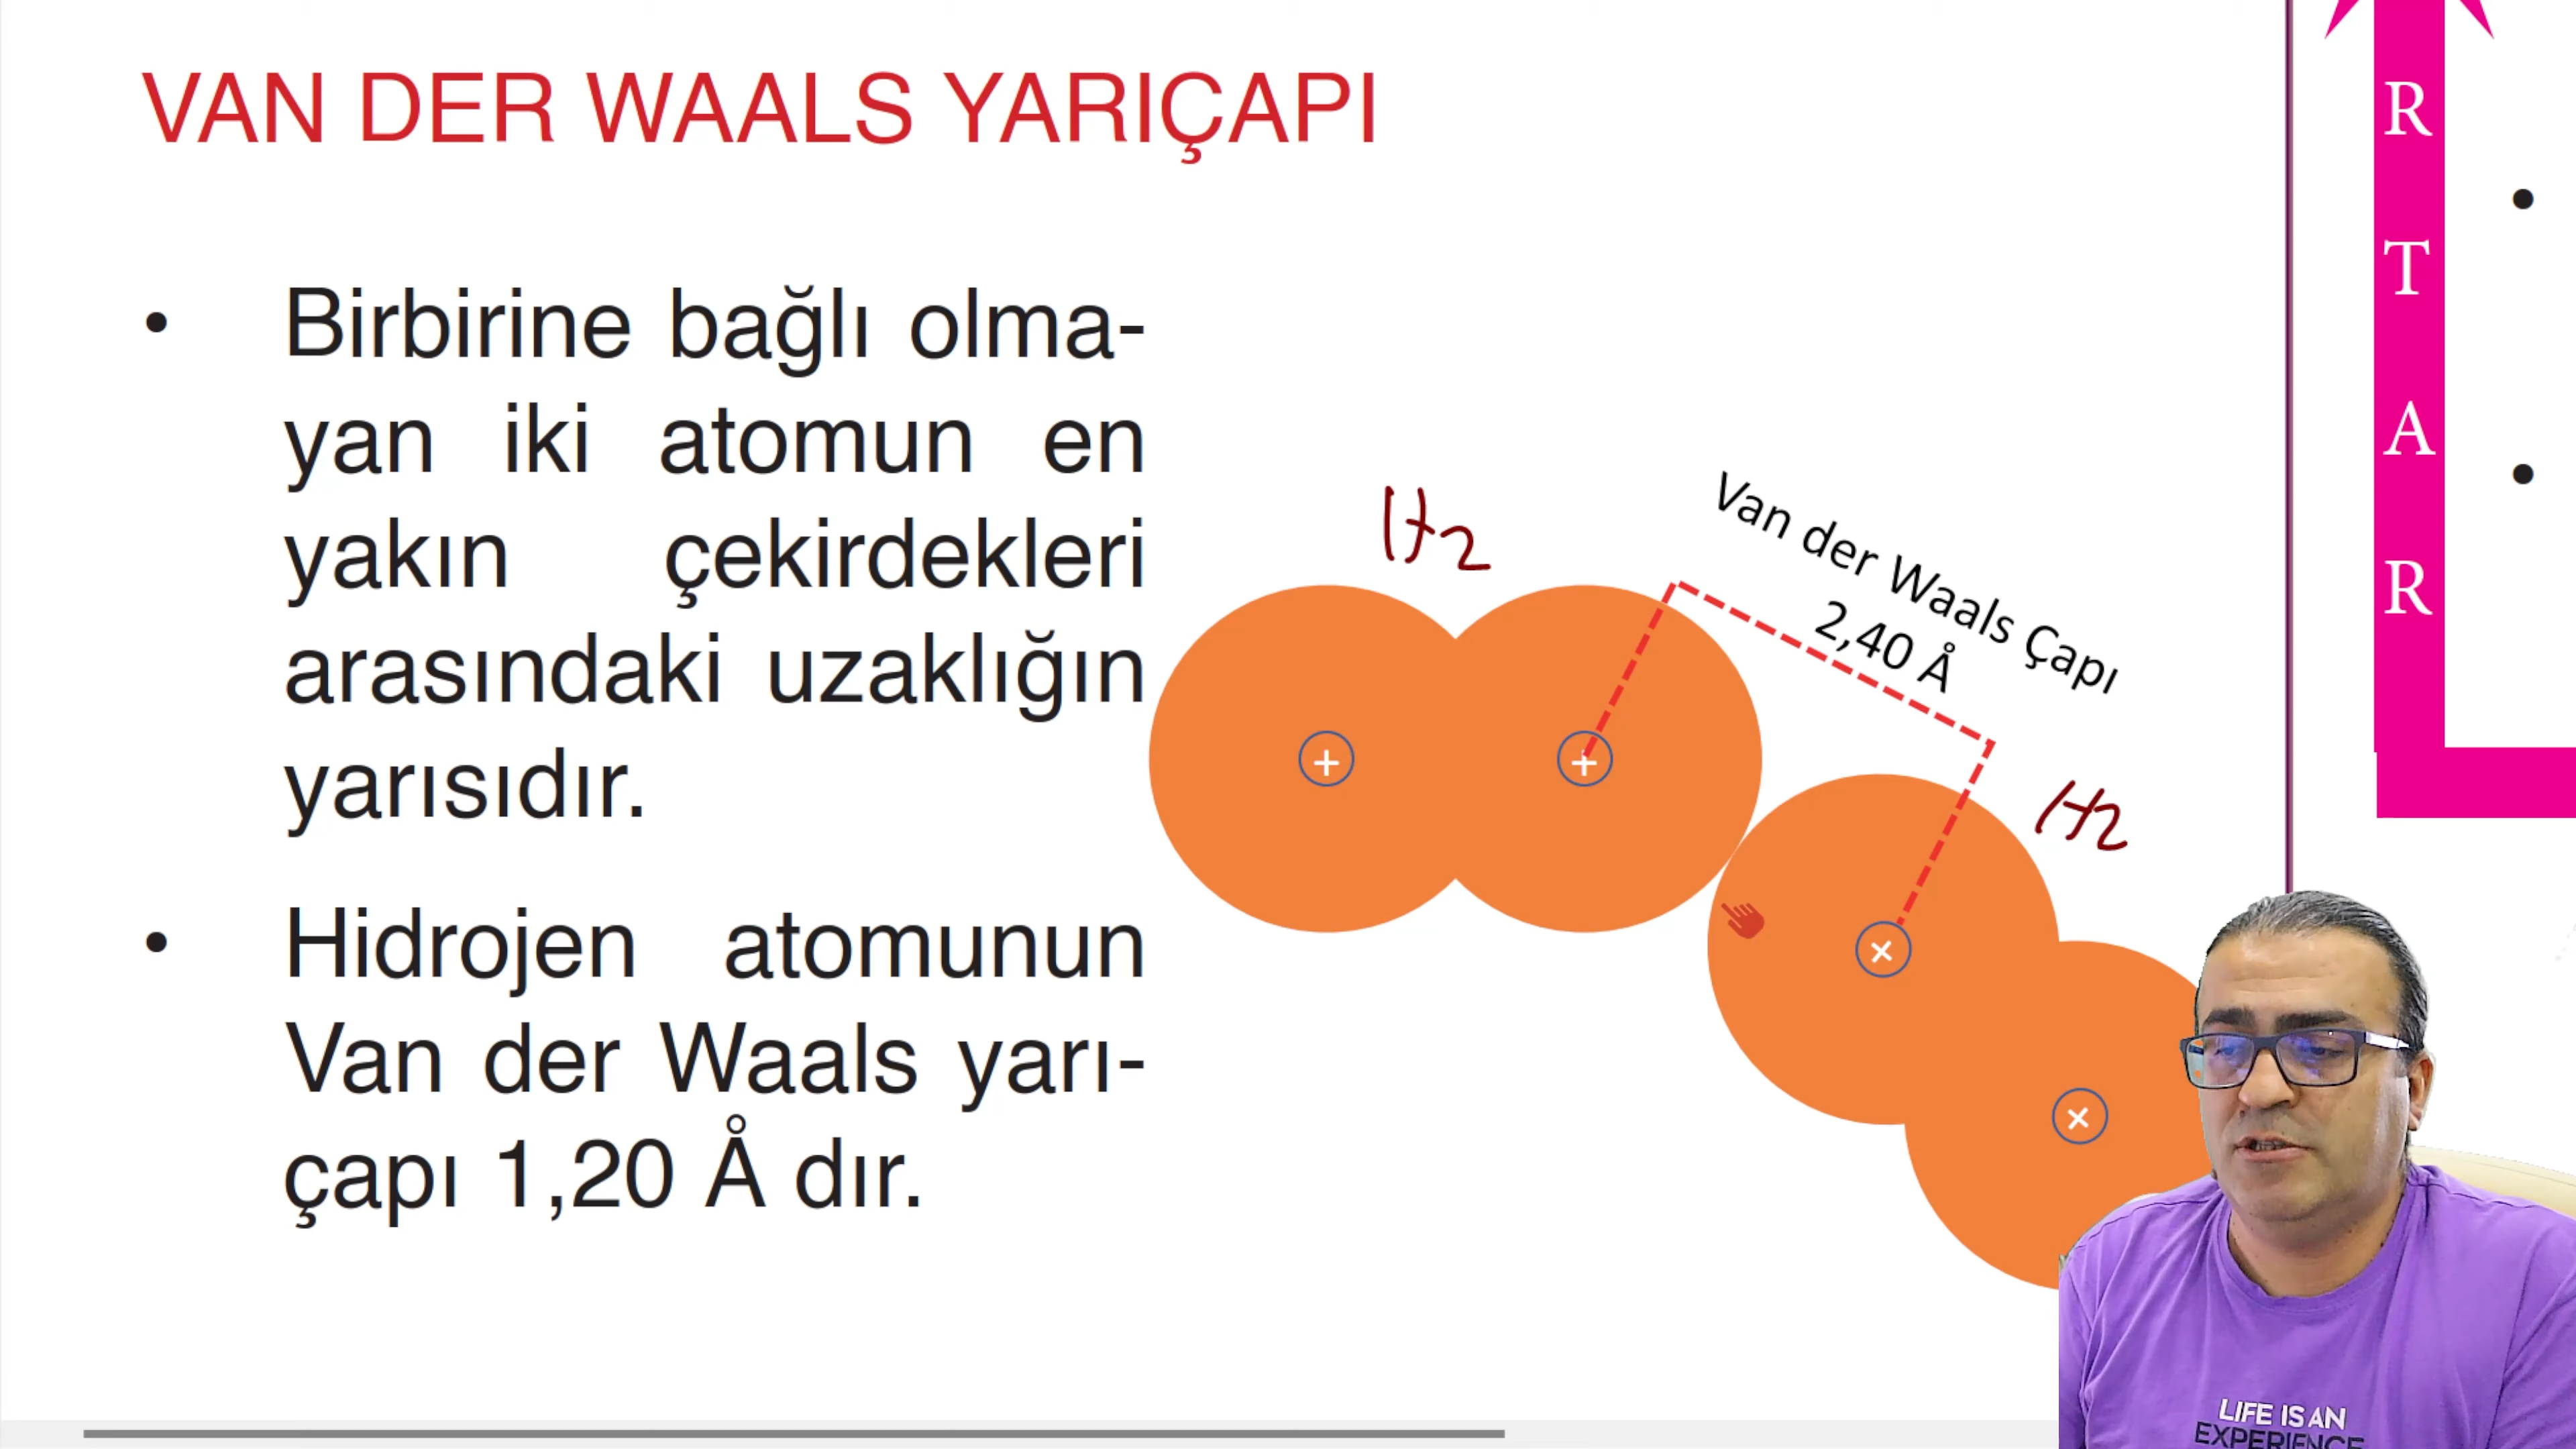 VAN DER WAALS YARIÇAPI
• Birbirine bağlı olma-
yan iki atomun en
yakın çekirdekleri
arasındaki uzaklığın
yarısıdır.
• Hidrojen atomunun
Van der Waals yarı-
çapı 1,20 Å dır.
H2
Van der Waals Çapı
2,40 Å
H2
+
+
×
×
R
T
A
R
•
•
LIFE IS AN
EXPERIENCE